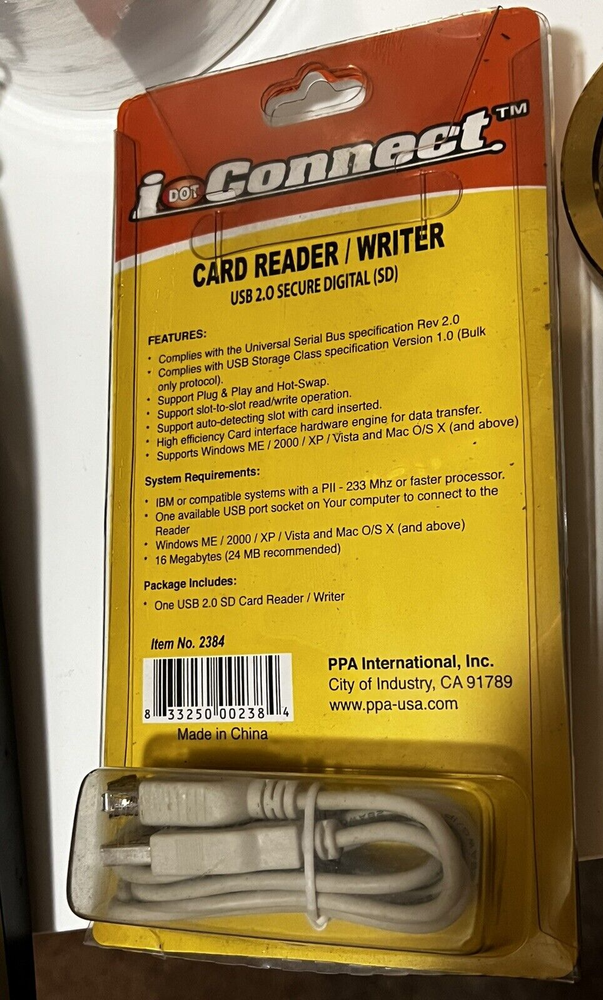 i DOT Connect.™
CARD READER / WRITER
USB 2.0 SECURE DIGITAL (SD)
FEATURES:
• Complies with the Universal Serial Bus specification Rev 2.0
• Complies with USB Storage Class specification Version 1.0 (Bulk
only protocol).
• Support Plug & Play and Hot-Swap.
• Support slot-to-slot read/write operation.
• Support auto-detecting slot with card inserted.
• High efficiency Card interface hardware engine for data transfer.
• Supports Windows ME / 2000 / XP / Vista and Mac O/S X (and above)
System Requirements:
• IBM or compatible systems with a PII - 233 Mhz or faster processor.
• One available USB port socket on Your computer to connect to the
Reader
• Windows ME / 2000 / XP / Vista and Mac O/S X (and above)
• 16 Megabytes (24 MB recommended)
Package Includes:
• One USB 2.0 SD Card Reader / Writer
Item No. 2384
8 33250 00238 4
Made in China
PPA International, Inc.
City of Industry, CA 91789
www.ppa-usa.com